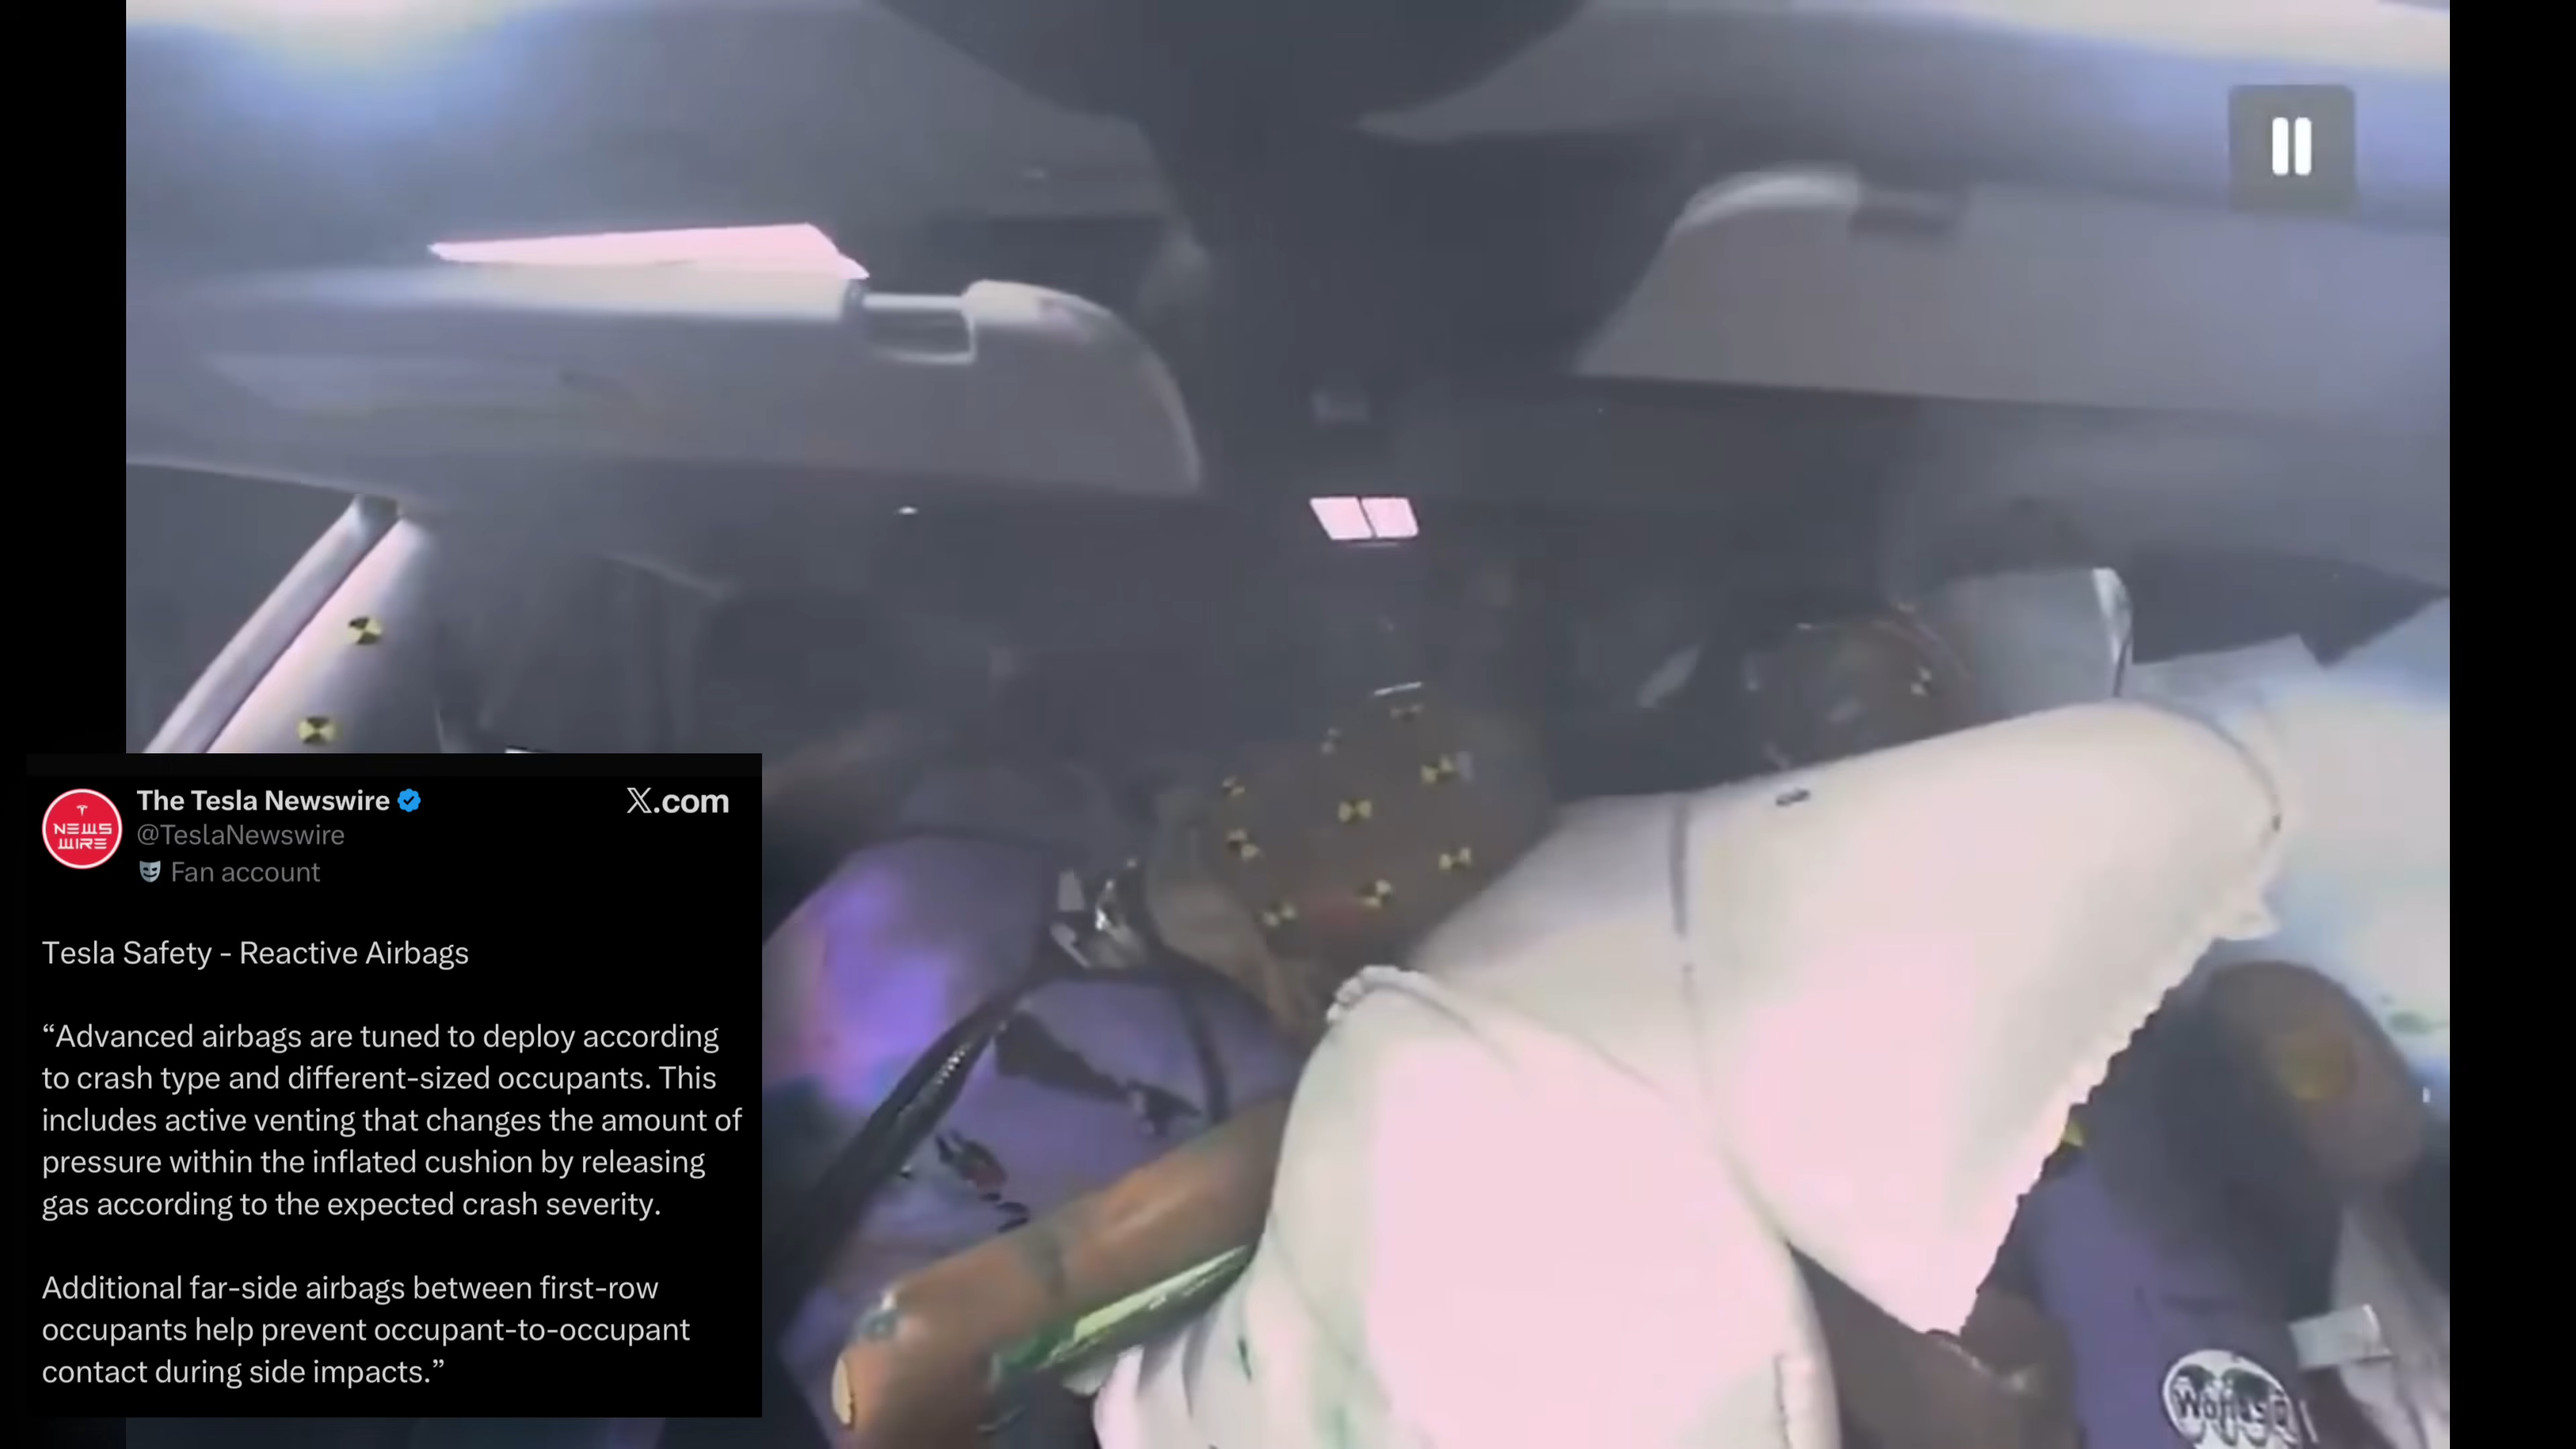 NEWS
WIRE
The Tesla Newswire
X.com
@TeslaNewswire
Fan account
Tesla Safety - Reactive Airbags
“Advanced airbags are tuned to deploy according
to crash type and different-sized occupants. This
includes active venting that changes the amount of
pressure within the inflated cushion by releasing
gas according to the expected crash severity.
Additional far-side airbags between first-row
occupants help prevent occupant-to-occupant
contact during side impacts.”